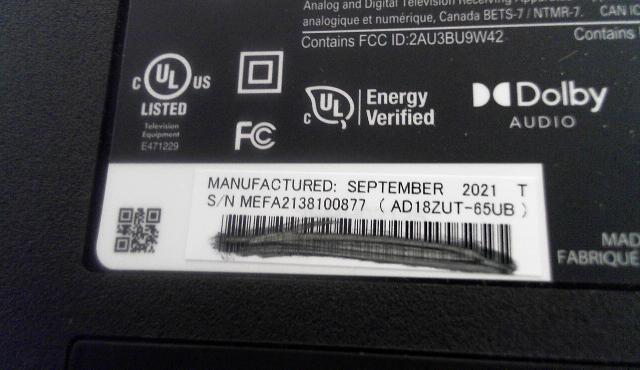 Analog and Digital Television Receiving
analogique et numérique, Canada BETS-7 / NTMR-7. CAN IC
Contains FCC ID:2AU3BU9W42 Contains
C UL US
LISTED
Television
Equipment
E471229
FC
C UL Energy
Verified
Dolby
AUDIO
MANUFACTURED: SEPTEMBER 2021 T
S/N MEFA2138100877 ( AD18ZUT-65UB )
MAD
FABRIQUÉ